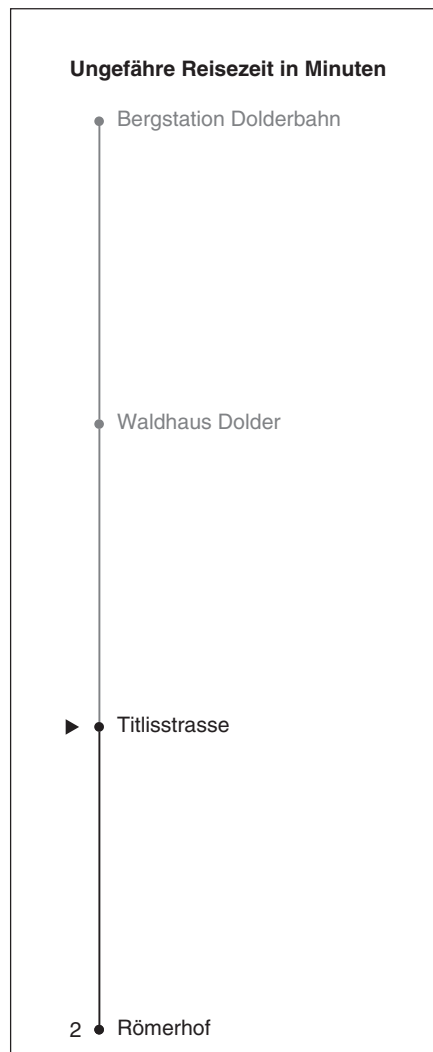 Ungefähre Reisezeit in Minuten
Bergstation Dolderbahn
Waldhaus Dolder
Titlisstrasse
2 Römerhof